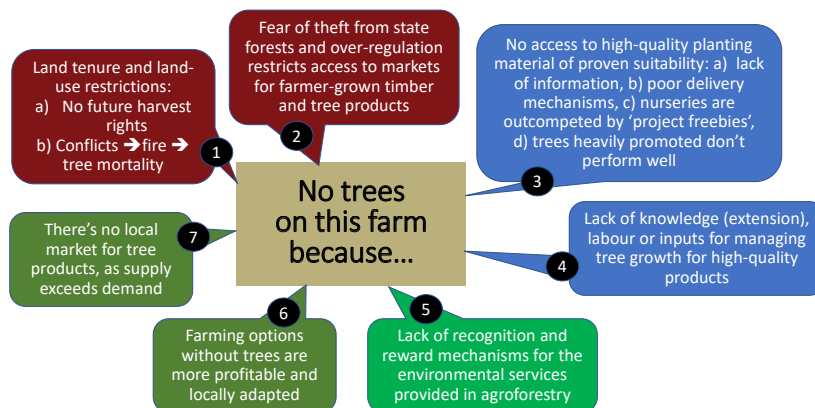 Land tenure and land-
use restrictions:
a) No future harvest
rights
b) Conflicts ➔fire ➔
tree mortality
1
Fear of theft from state
forests and over-regulation
restricts access to markets
for farmer-grown timber
and tree products
2
No access to high-quality planting
material of proven suitability: a) lack
of information, b) poor delivery
mechanisms, c) nurseries are
outcompeted by ‘project freebies’,
d) trees heavily promoted don’t
perform well
3
No trees
on this farm
because…
Lack of knowledge (extension),
labour or inputs for managing
tree growth for high-quality
products
4
Lack of recognition and
reward mechanisms for the
environmental services
provided in agroforestry
5
Farming options
without trees are
more profitable and
locally adapted
6
There’s no local
market for tree
products, as supply
exceeds demand
7